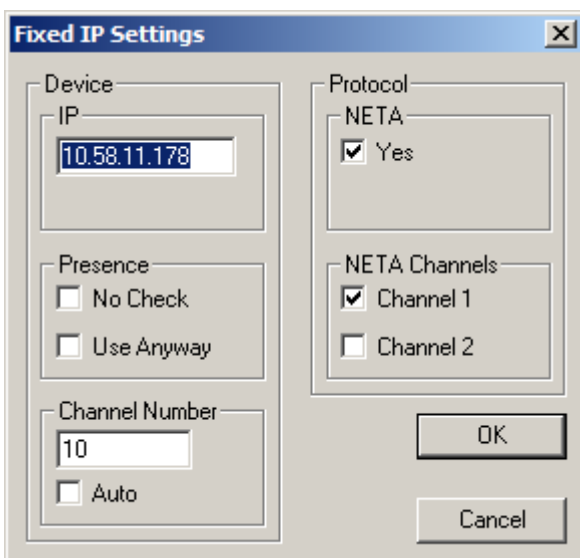 Fixed IP Settings
Device
IP
10.58.11.178
Presence
No Check
Use Anyway
Channel Number
10
Auto
Protocol
NETA
Yes
NETA Channels
Channel 1
Channel 2
OK
Cancel